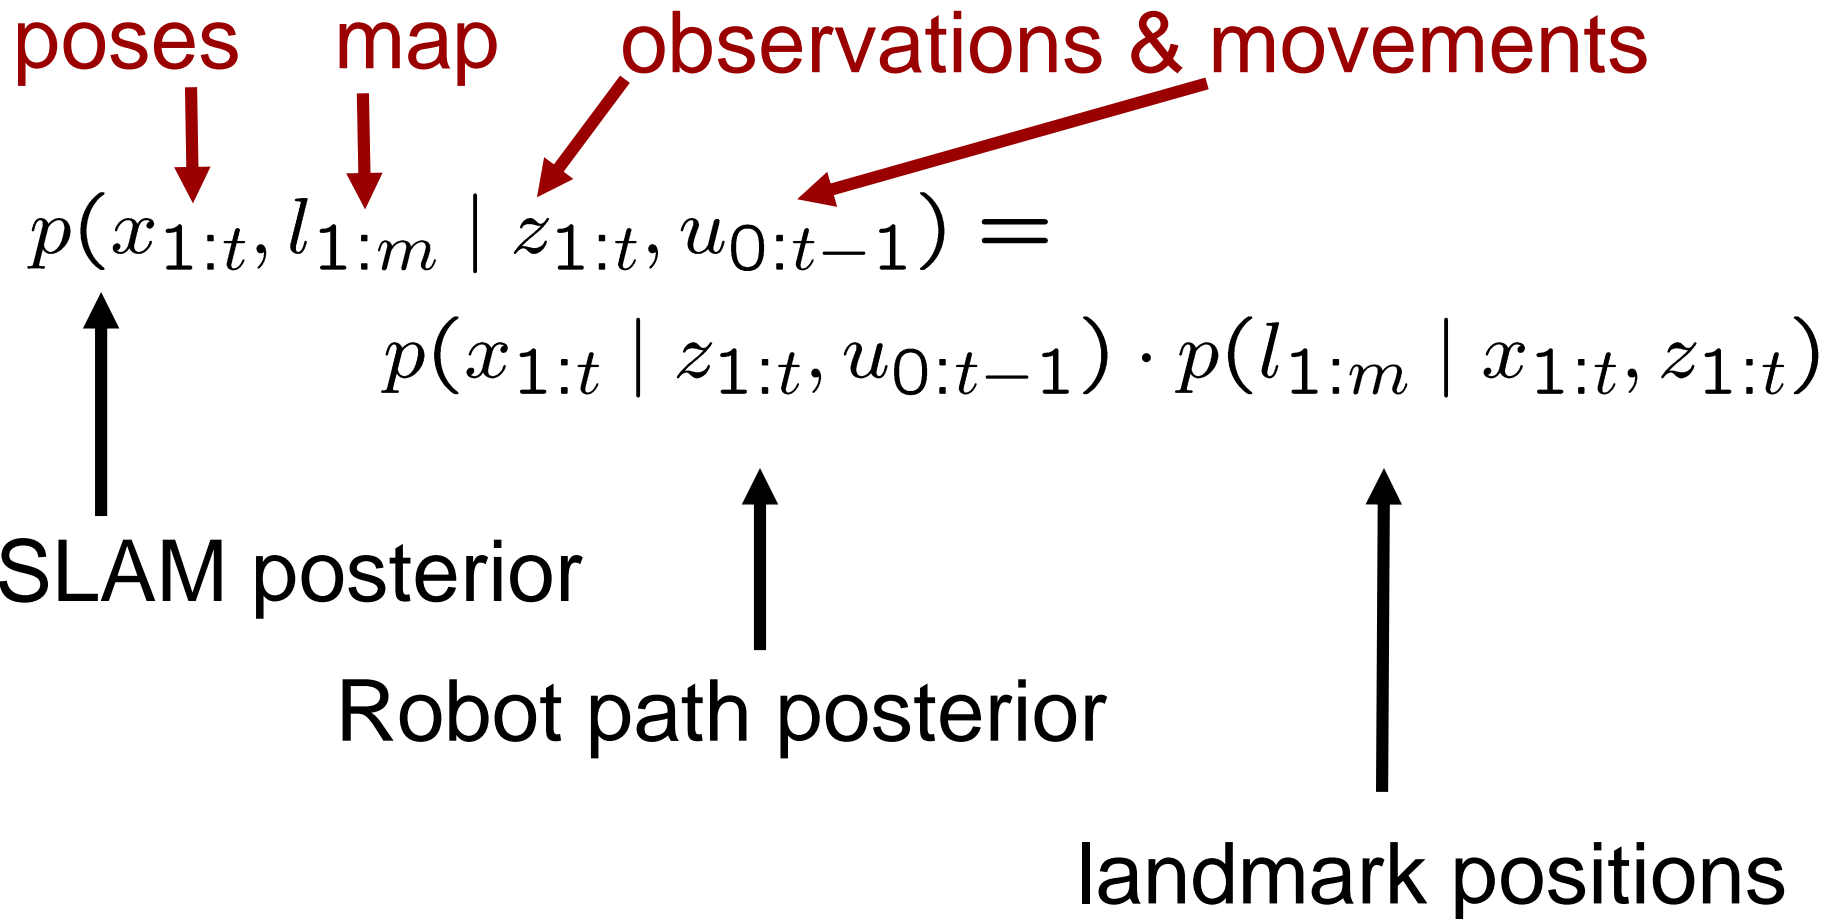 poses map observations & movements
p(x_{1:t}, l_{1:m} | z_{1:t}, u_{0:t−1}) =
p(x_{1:t} | z_{1:t}, u_{0:t−1}) · p(l_{1:m} | x_{1:t}, z_{1:t})
SLAM posterior
Robot path posterior
landmark positions